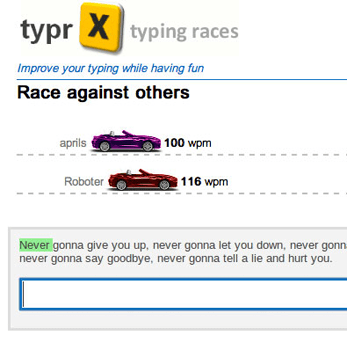 typr X typing races
Improve your typing while having fun
Race against others
aprils 100 wpm
Roboter 116 wpm
Never gonna give you up, never gonna let you down, never gonn
never gonna say goodbye, never gonna tell a lie and hurt you.